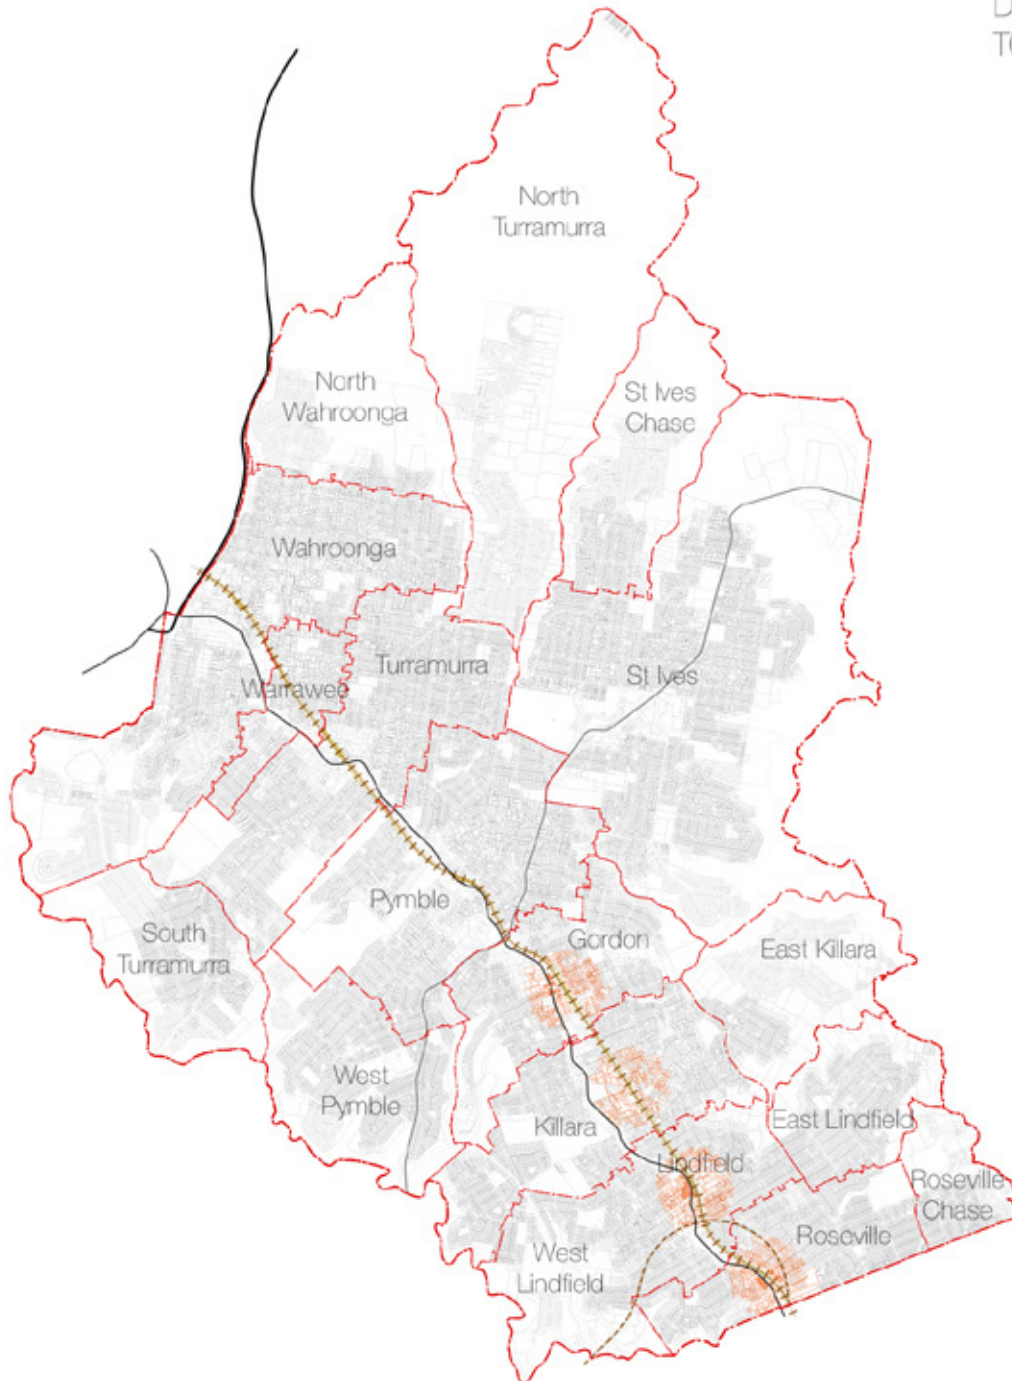 North
Turramurra
North
Wahroonga
St Ives
Chase
Wahroonga
Turramurra
St Ives
Warrawee
Pymble
South
Turramurra
Gordon
East Killara
West
Pymble
Killara
East Lindfield
Lindfield
Roseville
Chase
Roseville
West
Lindfield